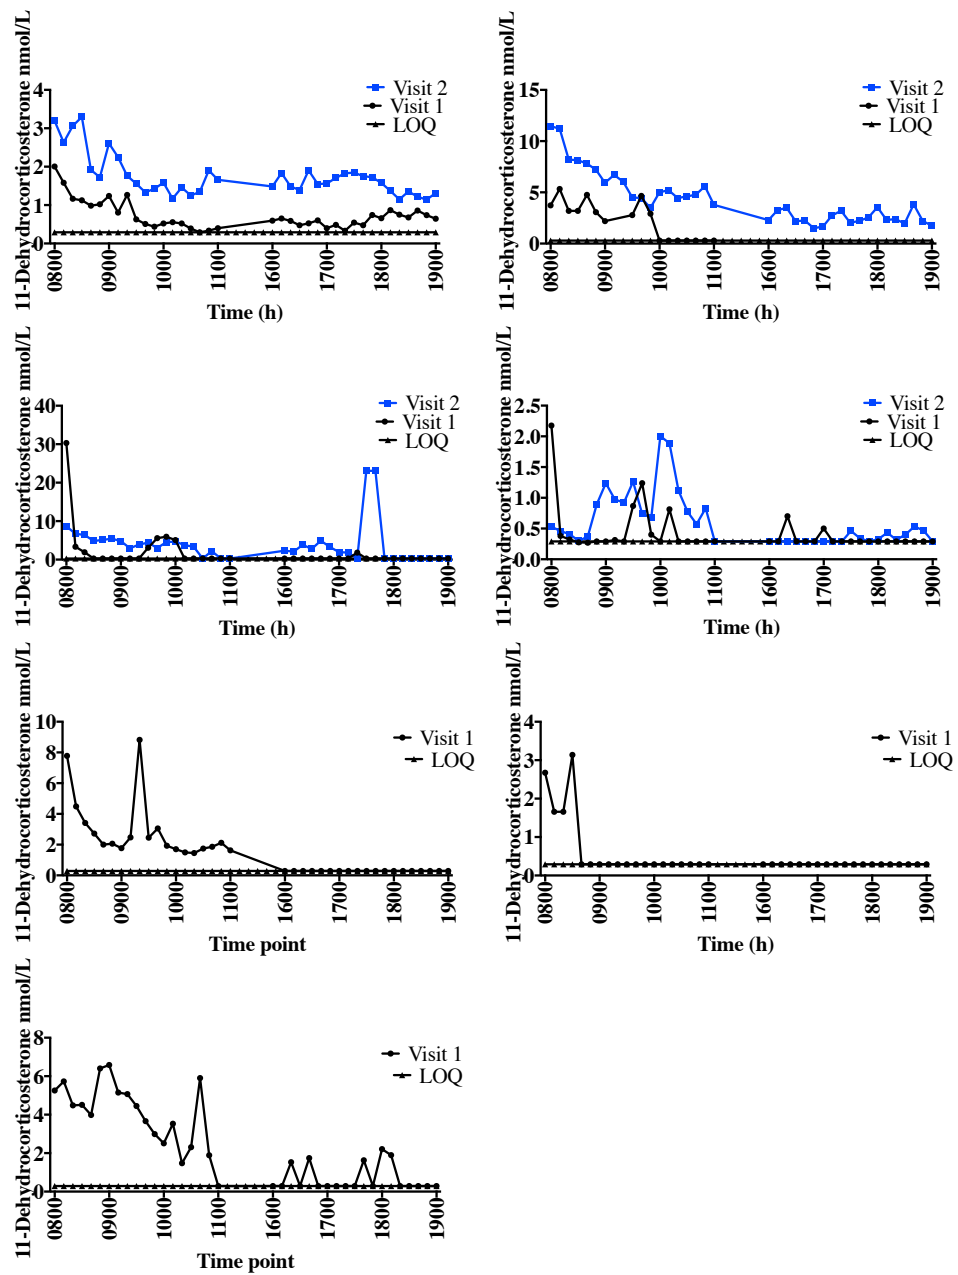 11-Dehydrocorticosterone nmol/L
4
3
2
1
0
Visit 2
Visit 1
LOQ
0800
0900
1000
1100
1600
1700
1800
1900
Time (h)
11-Dehydrocorticosterone nmol/L
15
10
5
0
Visit 2
Visit 1
LOQ
0800
0900
1000
1100
1600
1700
1800
1900
Time (h)
11-Dehydrocorticosterone nmol/L
40
30
20
10
0
Visit 2
Visit 1
LOQ
0800
0900
1000
1100
1600
1700
1800
1900
Time (h)
11-Dehydrocorticosterone nmol/L
2.5
2.0
1.5
1.0
0.5
0.0
Visit 2
Visit 1
LOQ
0800
0900
1000
1100
1600
1700
1800
1900
Time (h)
11-Dehydrocorticosterone nmol/L
10
8
6
4
2
0
Visit 1
LOQ
0800
0900
1000
1100
1600
1700
1800
1900
Time point
11-Dehydrocorticosterone nmol/L
4
3
2
1
0
Visit 1
LOQ
0800
0900
1000
1100
1600
1700
1800
1900
Time (h)
11-Dehydrocorticosterone nmol/L
8
6
4
2
0
Visit 1
LOQ
0800
0900
1000
1100
1600
1700
1800
1900
Time point